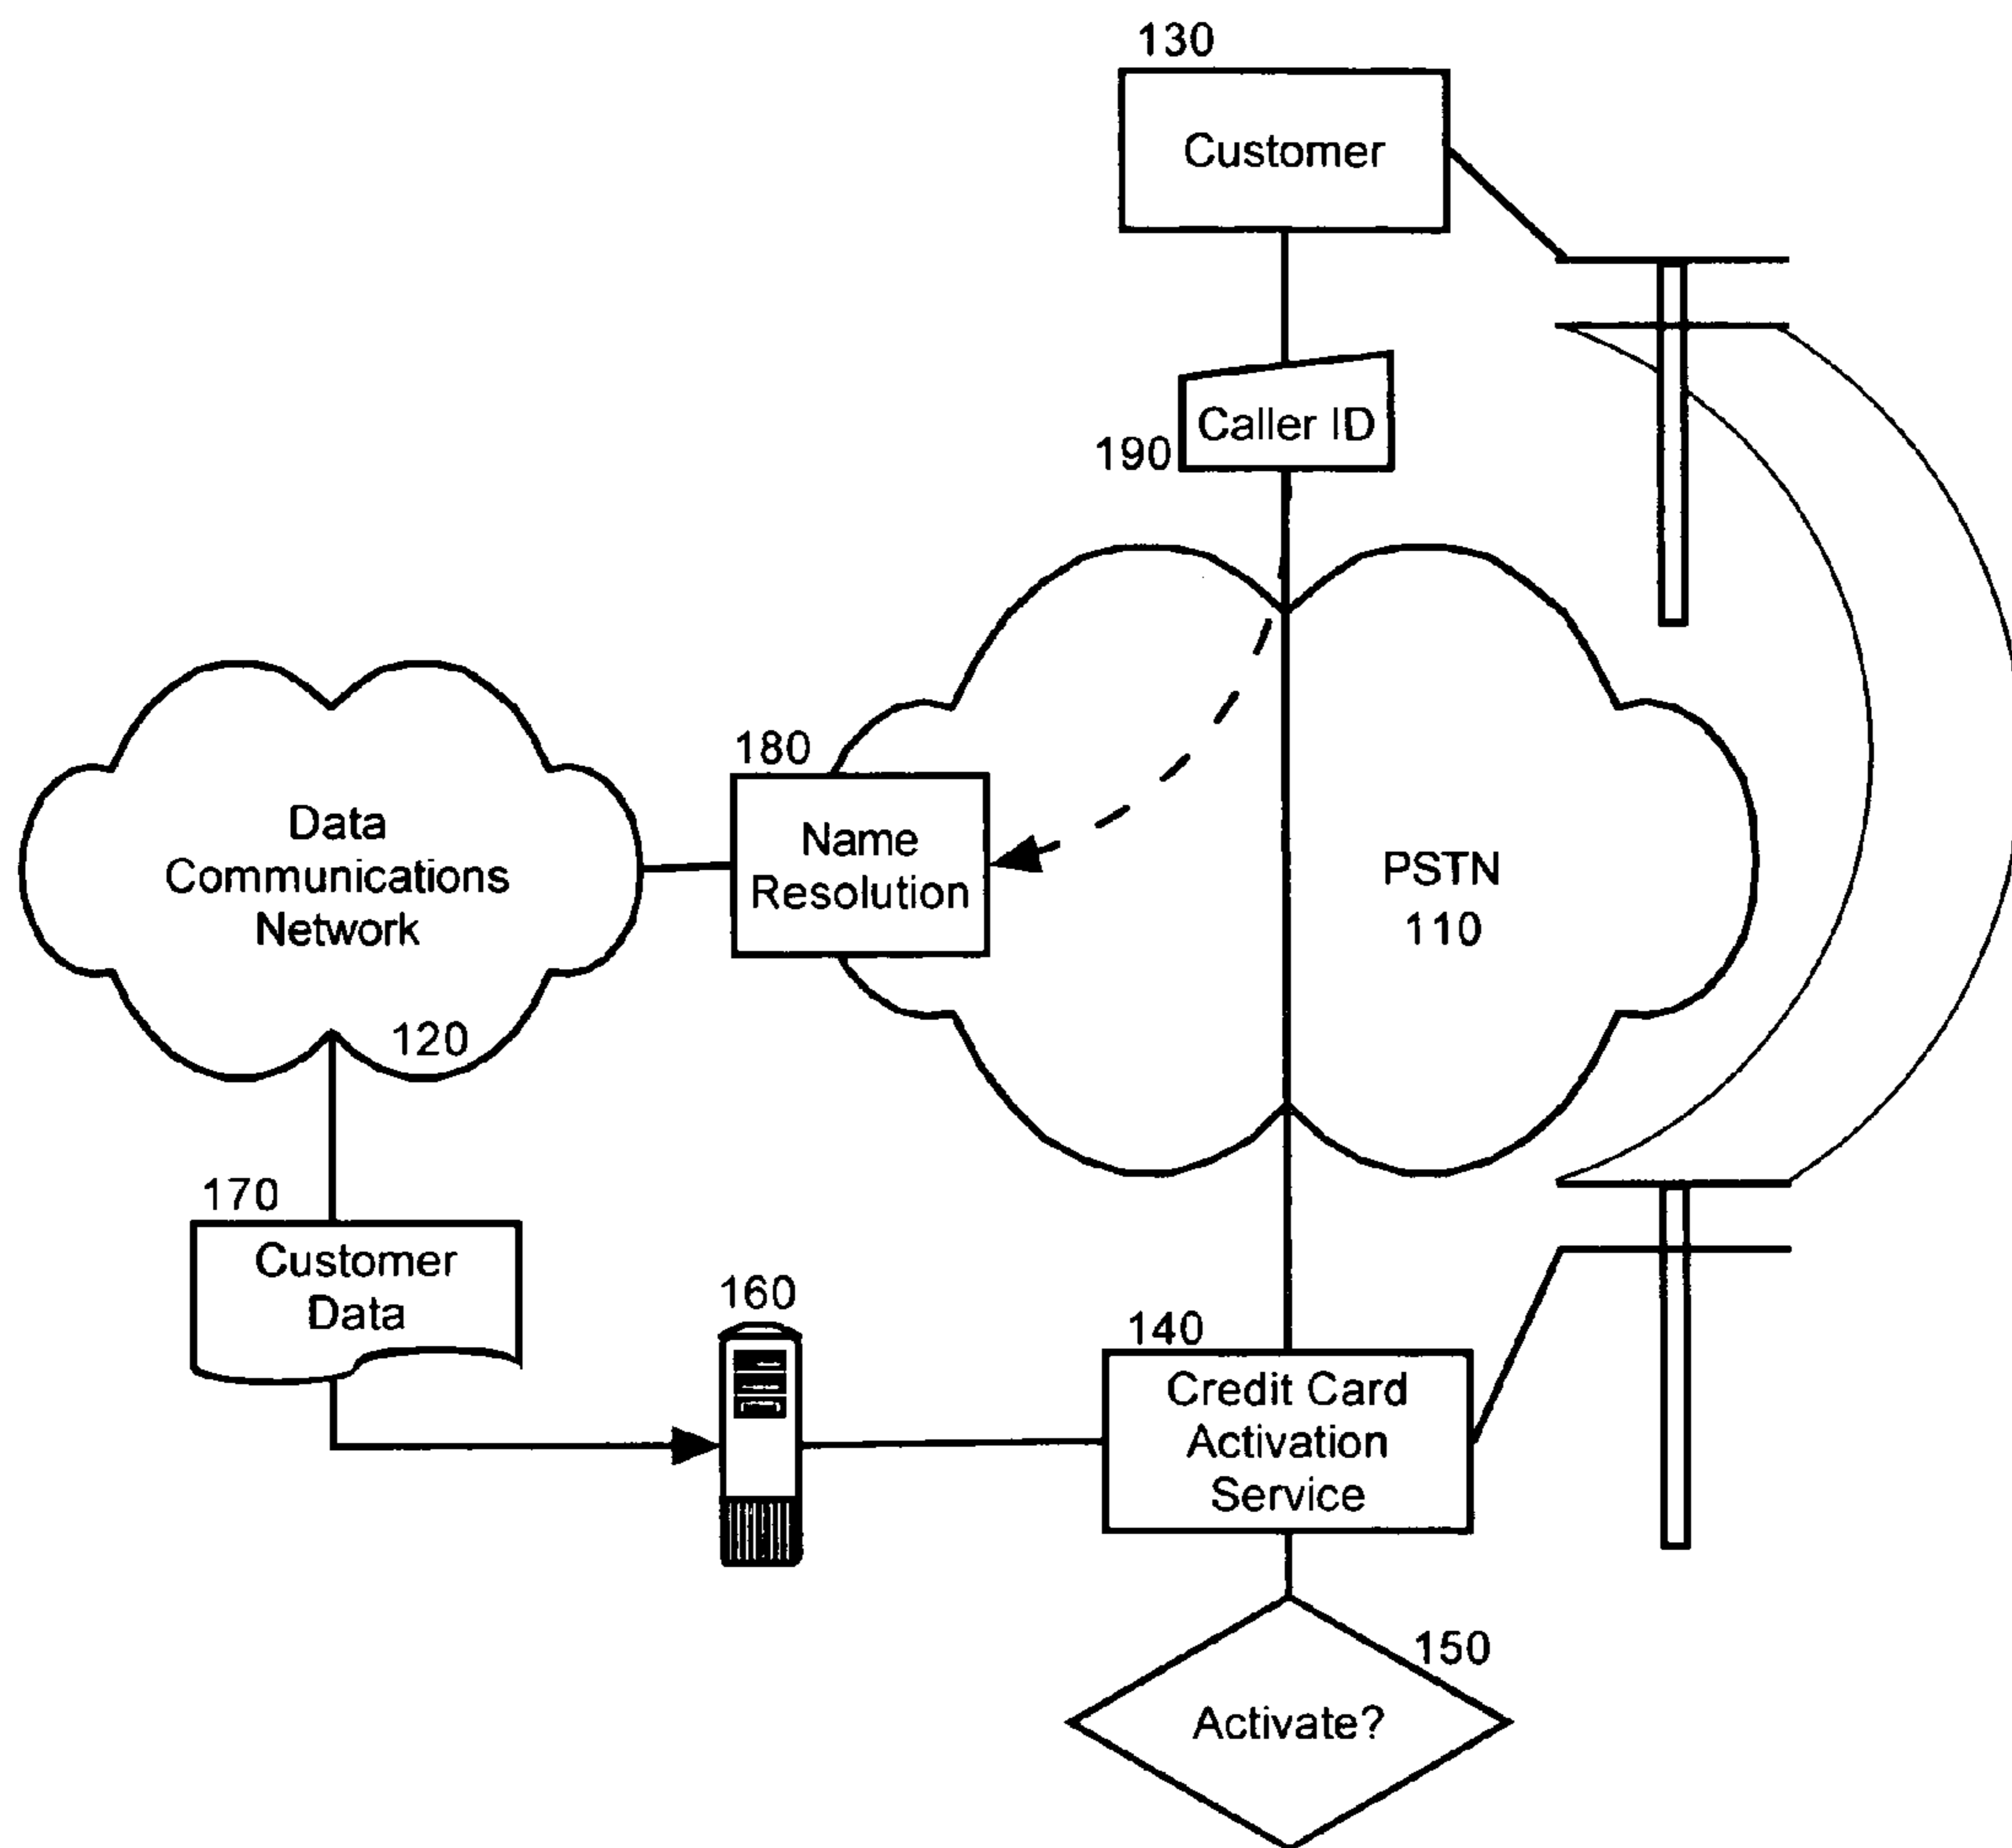 130
Customer
Caller ID
190
180
Name
Resolution
Data
Communications
Network
120
PSTN
110
170
Customer
Data
160
140
Credit Card
Activation
Service
150
Activate?